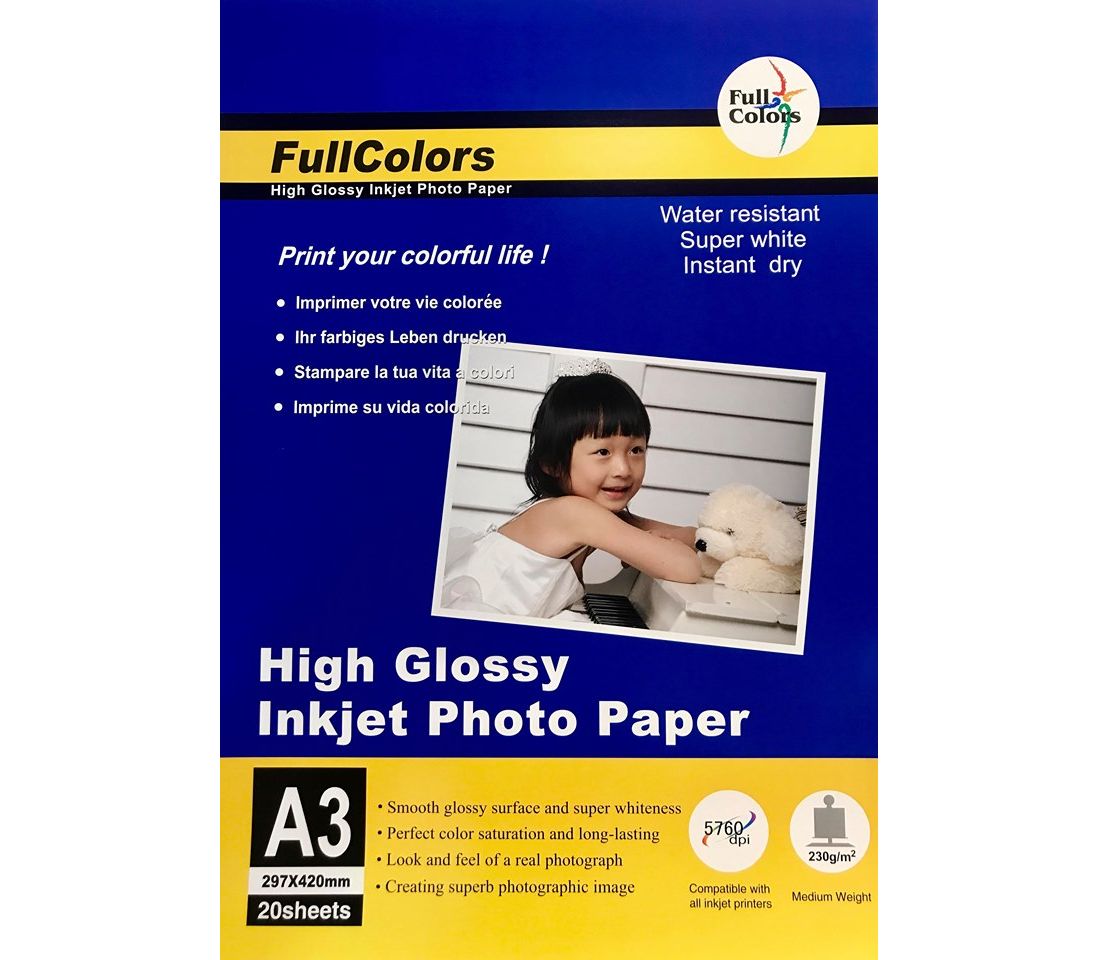 Full
Colors
FullColors
High Glossy Inkjet Photo Paper
Water resistant
Super white
Instant dry
Print your colorful life !
• Imprimer votre vie colorée
• Ihr farbiges Leben drucken
• Stampare la tua vita a colori
• Imprime su vida colorida
High Glossy
Inkjet Photo Paper
A3
297X420mm
20sheets
• Smooth glossy surface and super whiteness
• Perfect color saturation and long-lasting
• Look and feel of a real photograph
• Creating superb photographic image
5760
dpi
Compatible with
all inkjet printers
230g/m²
Medium Weight